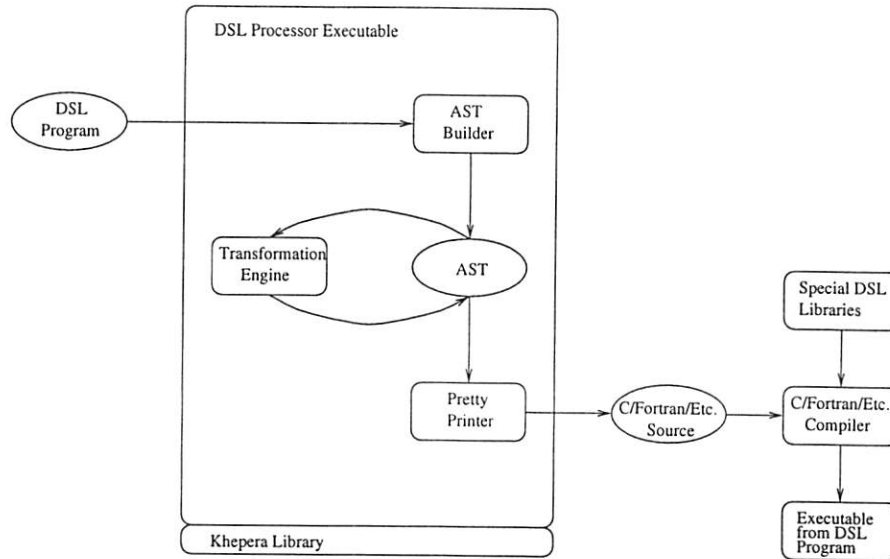 DSL Processor Executable
DSL
Program
AST
Builder
Transformation
Engine
AST
Special DSL
Libraries
Pretty
Printer
C/Fortran/Etc.
Source
C/Fortran/Etc.
Compiler
Khepera Library
Executable
from DSL
Program